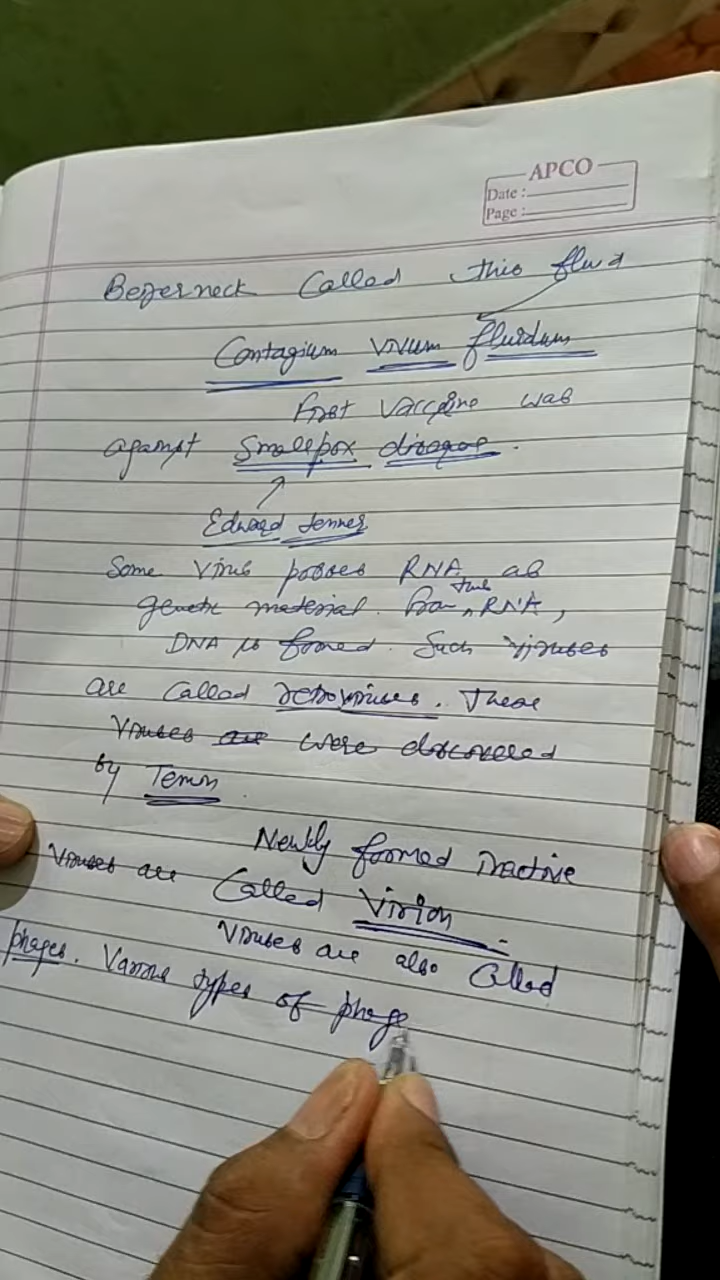 APCO
Date :
Page :
Bejerneck Called this fluid
Contagium vivum fluidum
First vaccine was
against Smallpox disease.
Edward Jenner
Some Virus posses RNA as
genetic material. From this RNA,
DNA is formed. Such viruses
are called retroviruses. These
Viruses are were discovered
by Temin.
Newly formed inactive
Viruses are Called Virion.
Viruses are also Called
phages. Various types of phage